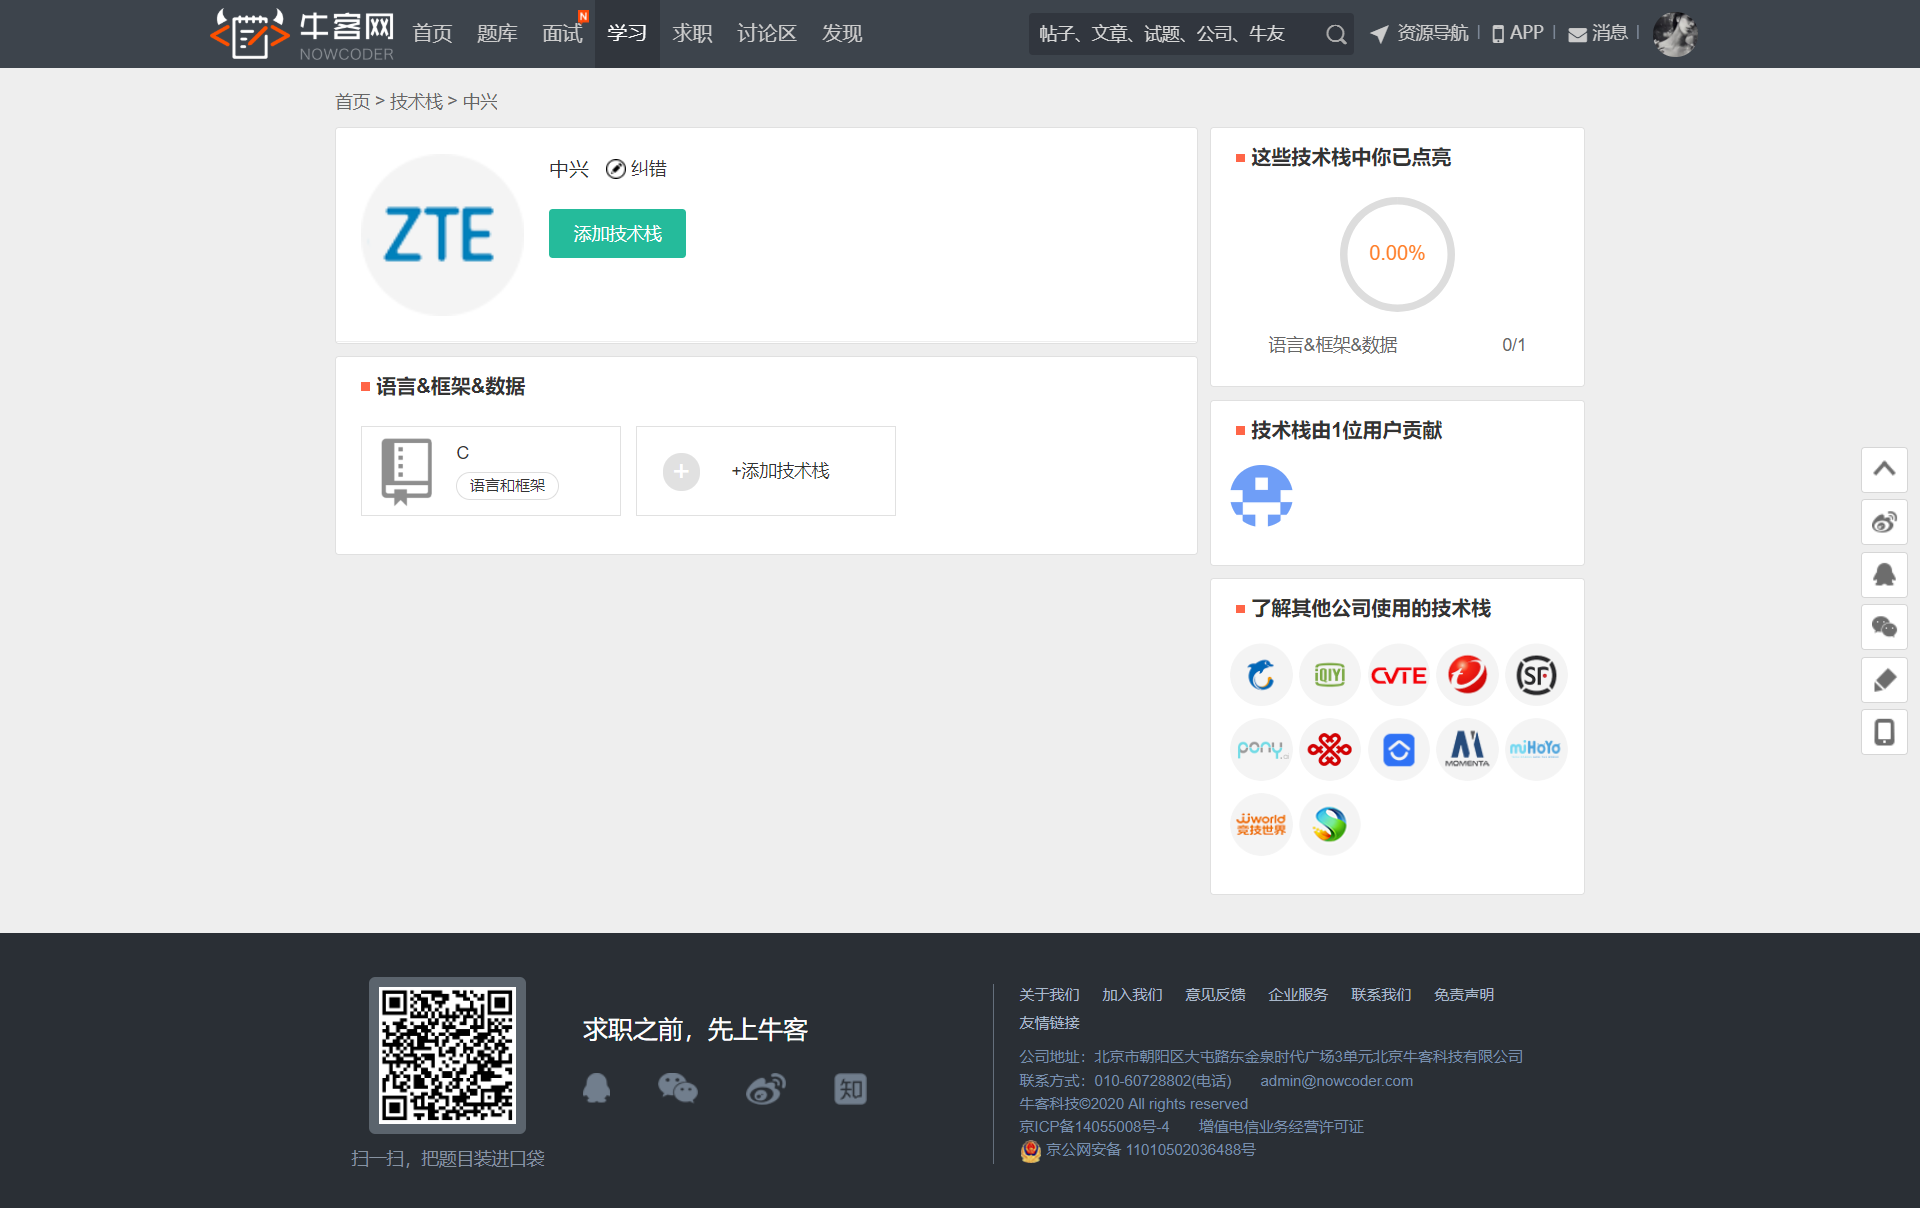 牛客网
NOWCODER
首页
题库
面试
N
学习
求职
讨论区
发现
帖子、文章、试题、公司、牛友
资源导航
APP
消息
首页 > 技术栈 > 中兴
ZTE
中兴
纠错
添加技术栈
语言&框架&数据
C
语言和框架
+添加技术栈
这些技术栈中你已点亮
0.00%
语言&框架&数据 0/1
技术栈由1位用户贡献
了解其他公司使用的技术栈
iQIYI
CVTE
SF
pony.ai
MOMENTA
miHoYo
JJworld
竞技世界
求职之前，先上牛客
知
扫一扫，把题目装进口袋
关于我们 加入我们 意见反馈 企业服务 联系我们 免责声明
友情链接
公司地址：北京市朝阳区大屯路东金泉时代广场3单元北京牛客科技有限公司
联系方式：010-60728802(电话) admin@nowcoder.com
牛客科技©2020 All rights reserved
京ICP备14055008号-4 增值电信业务经营许可证
京公网安备 11010502036488号